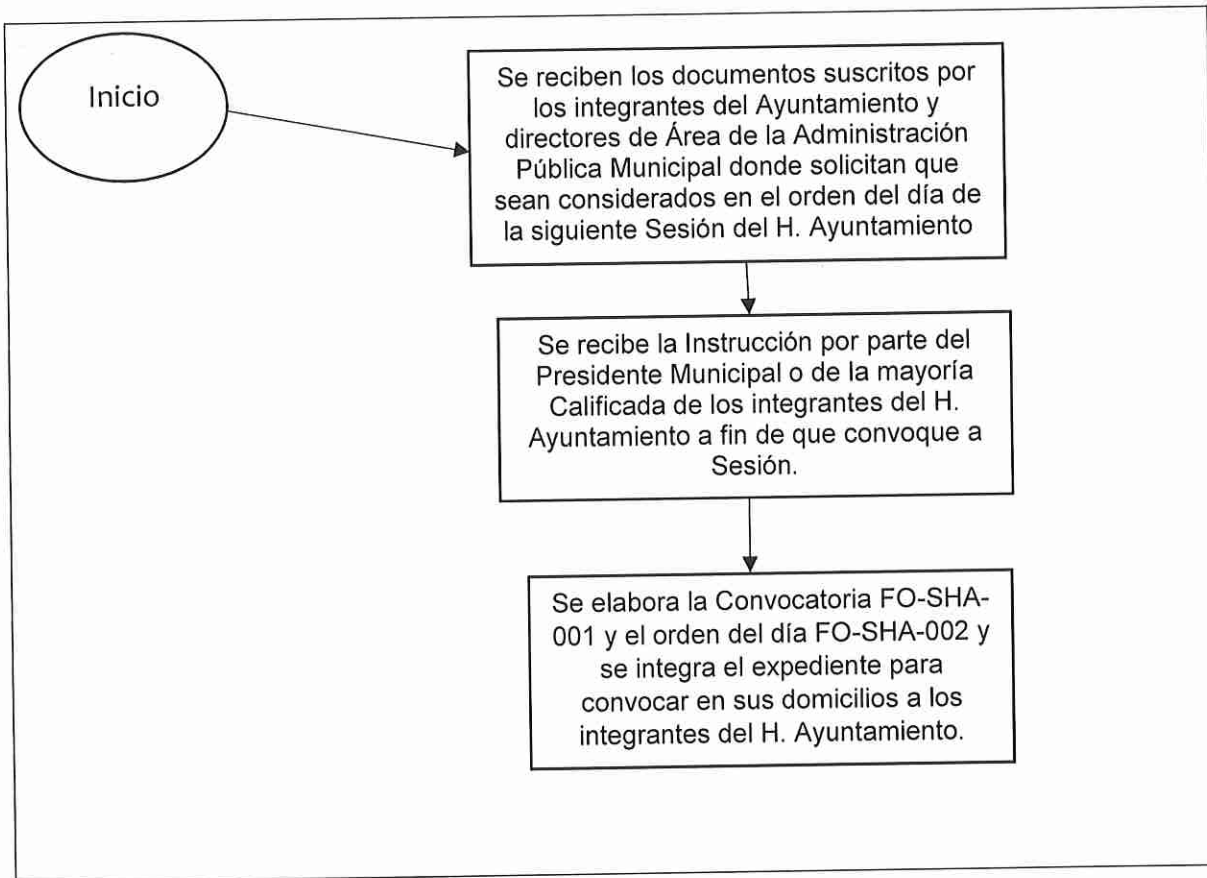 Inicio
Se reciben los documentos suscritos por
los integrantes del Ayuntamiento y
directores de Área de la Administración
Pública Municipal donde solicitan que
sean considerados en el orden del día de
la siguiente Sesión del H. Ayuntamiento
Se recibe la Instrucción por parte del
Presidente Municipal o de la mayoría
Calificada de los integrantes del H.
Ayuntamiento a fin de que convoque a
Sesión.
Se elabora la Convocatoria FO-SHA-
001 y el orden del día FO-SHA-002 y
se integra el expediente para
convocar en sus domicilios a los
integrantes del H. Ayuntamiento.